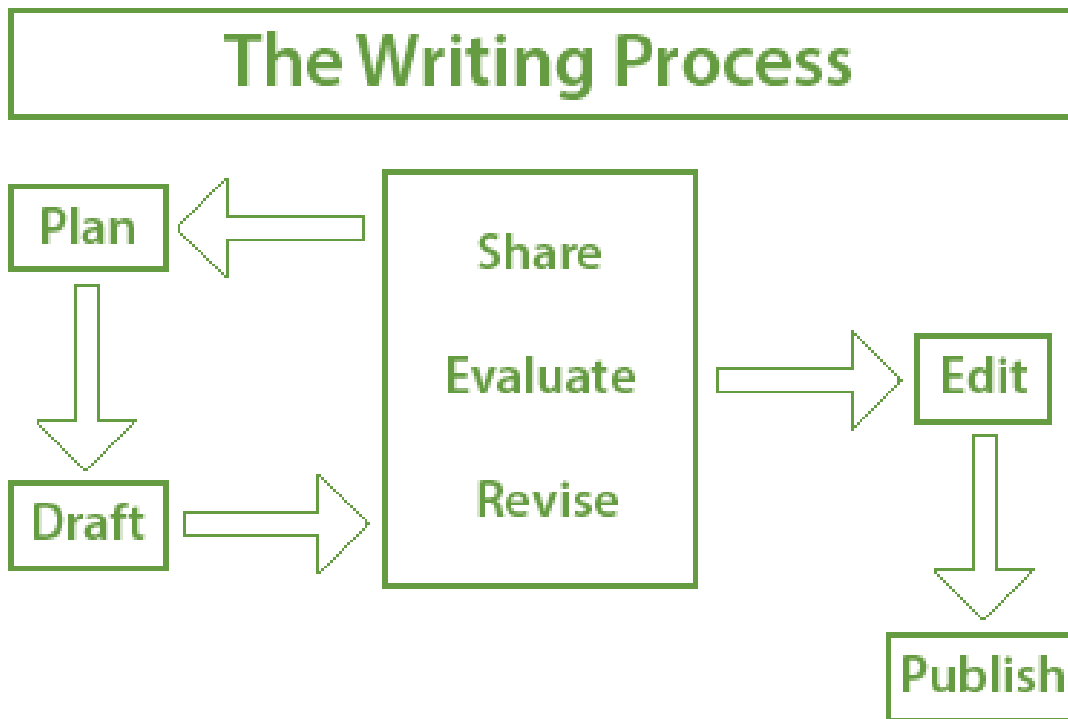 The Writing Process
Plan
Share
Evaluate
Revise
Draft
Edit
Publish